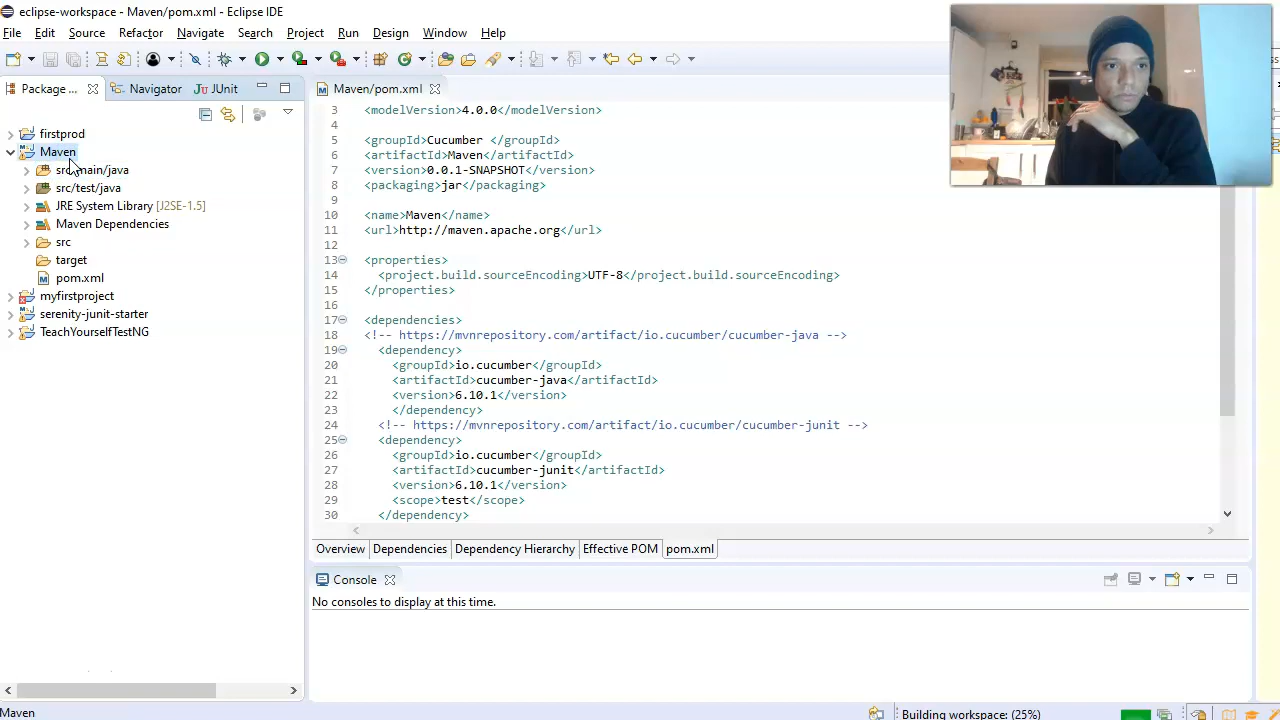 eclipse-workspace - Maven/pom.xml - Eclipse IDE
File Edit Source Refactor Navigate Search Project Run Design Window Help
Package ... Navigator JUnit
firstprod
Maven
src/main/java
src/test/java
JRE System Library [J2SE-1.5]
Maven Dependencies
src
target
pom.xml
myfirstproject
serenity-junit-starter
TeachYourselfTestNG
Maven/pom.xml
3 <modelVersion>4.0.0</modelVersion>
4
5 <groupId>Cucumber </groupId>
6 <artifactId>Maven</artifactId>
7 <version>0.0.1-SNAPSHOT</version>
8 <packaging>jar</packaging>
9
10 <name>Maven</name>
11 <url>http://maven.apache.org</url>
12
13 <properties>
14 <project.build.sourceEncoding>UTF-8</project.build.sourceEncoding>
15 </properties>
16
17 <dependencies>
18 <!-- https://mvnrepository.com/artifact/io.cucumber/cucumber-java -->
19 <dependency>
20 <groupId>io.cucumber</groupId>
21 <artifactId>cucumber-java</artifactId>
22 <version>6.10.1</version>
23 </dependency>
24 <!-- https://mvnrepository.com/artifact/io.cucumber/cucumber-junit -->
25 <dependency>
26 <groupId>io.cucumber</groupId>
27 <artifactId>cucumber-junit</artifactId>
28 <version>6.10.1</version>
29 <scope>test</scope>
30 </dependency>
Overview Dependencies Dependency Hierarchy Effective POM pom.xml
Console
No consoles to display at this time.
Maven
Building workspace: (25%)